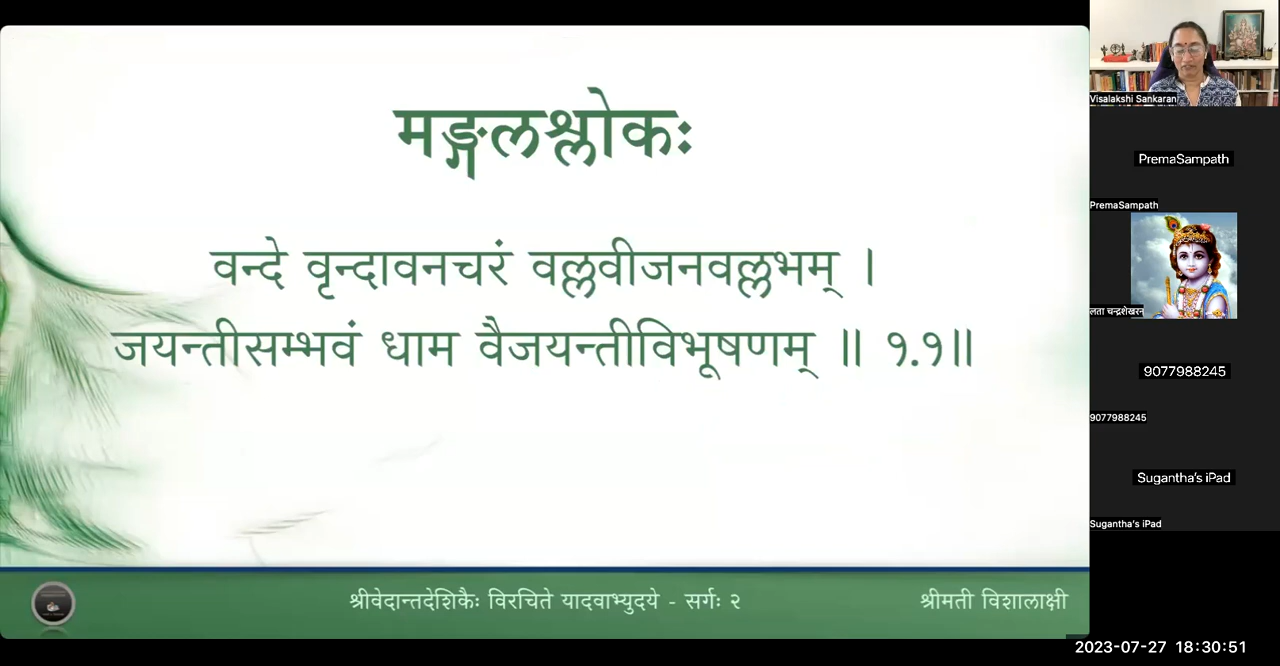 मङ्गलश्लोकः
वन्दे वृन्दावनचरं वल्लवीजनवल्लभम् ।
जयन्तीसम्भवं धाम वैजयन्तीविभूषणम् ॥ १.१॥
श्रीवेदान्तदेशिकैः विरचिते यादवाभ्युदये - सर्गः २
श्रीमती विशालाक्षी
Visalakshi Sankaran
PremaSampath
PremaSampath
लता चन्द्रशेखरन
9077988245
9077988245
Sugantha's iPad
Sugantha's iPad
2023-07-27 18:30:51